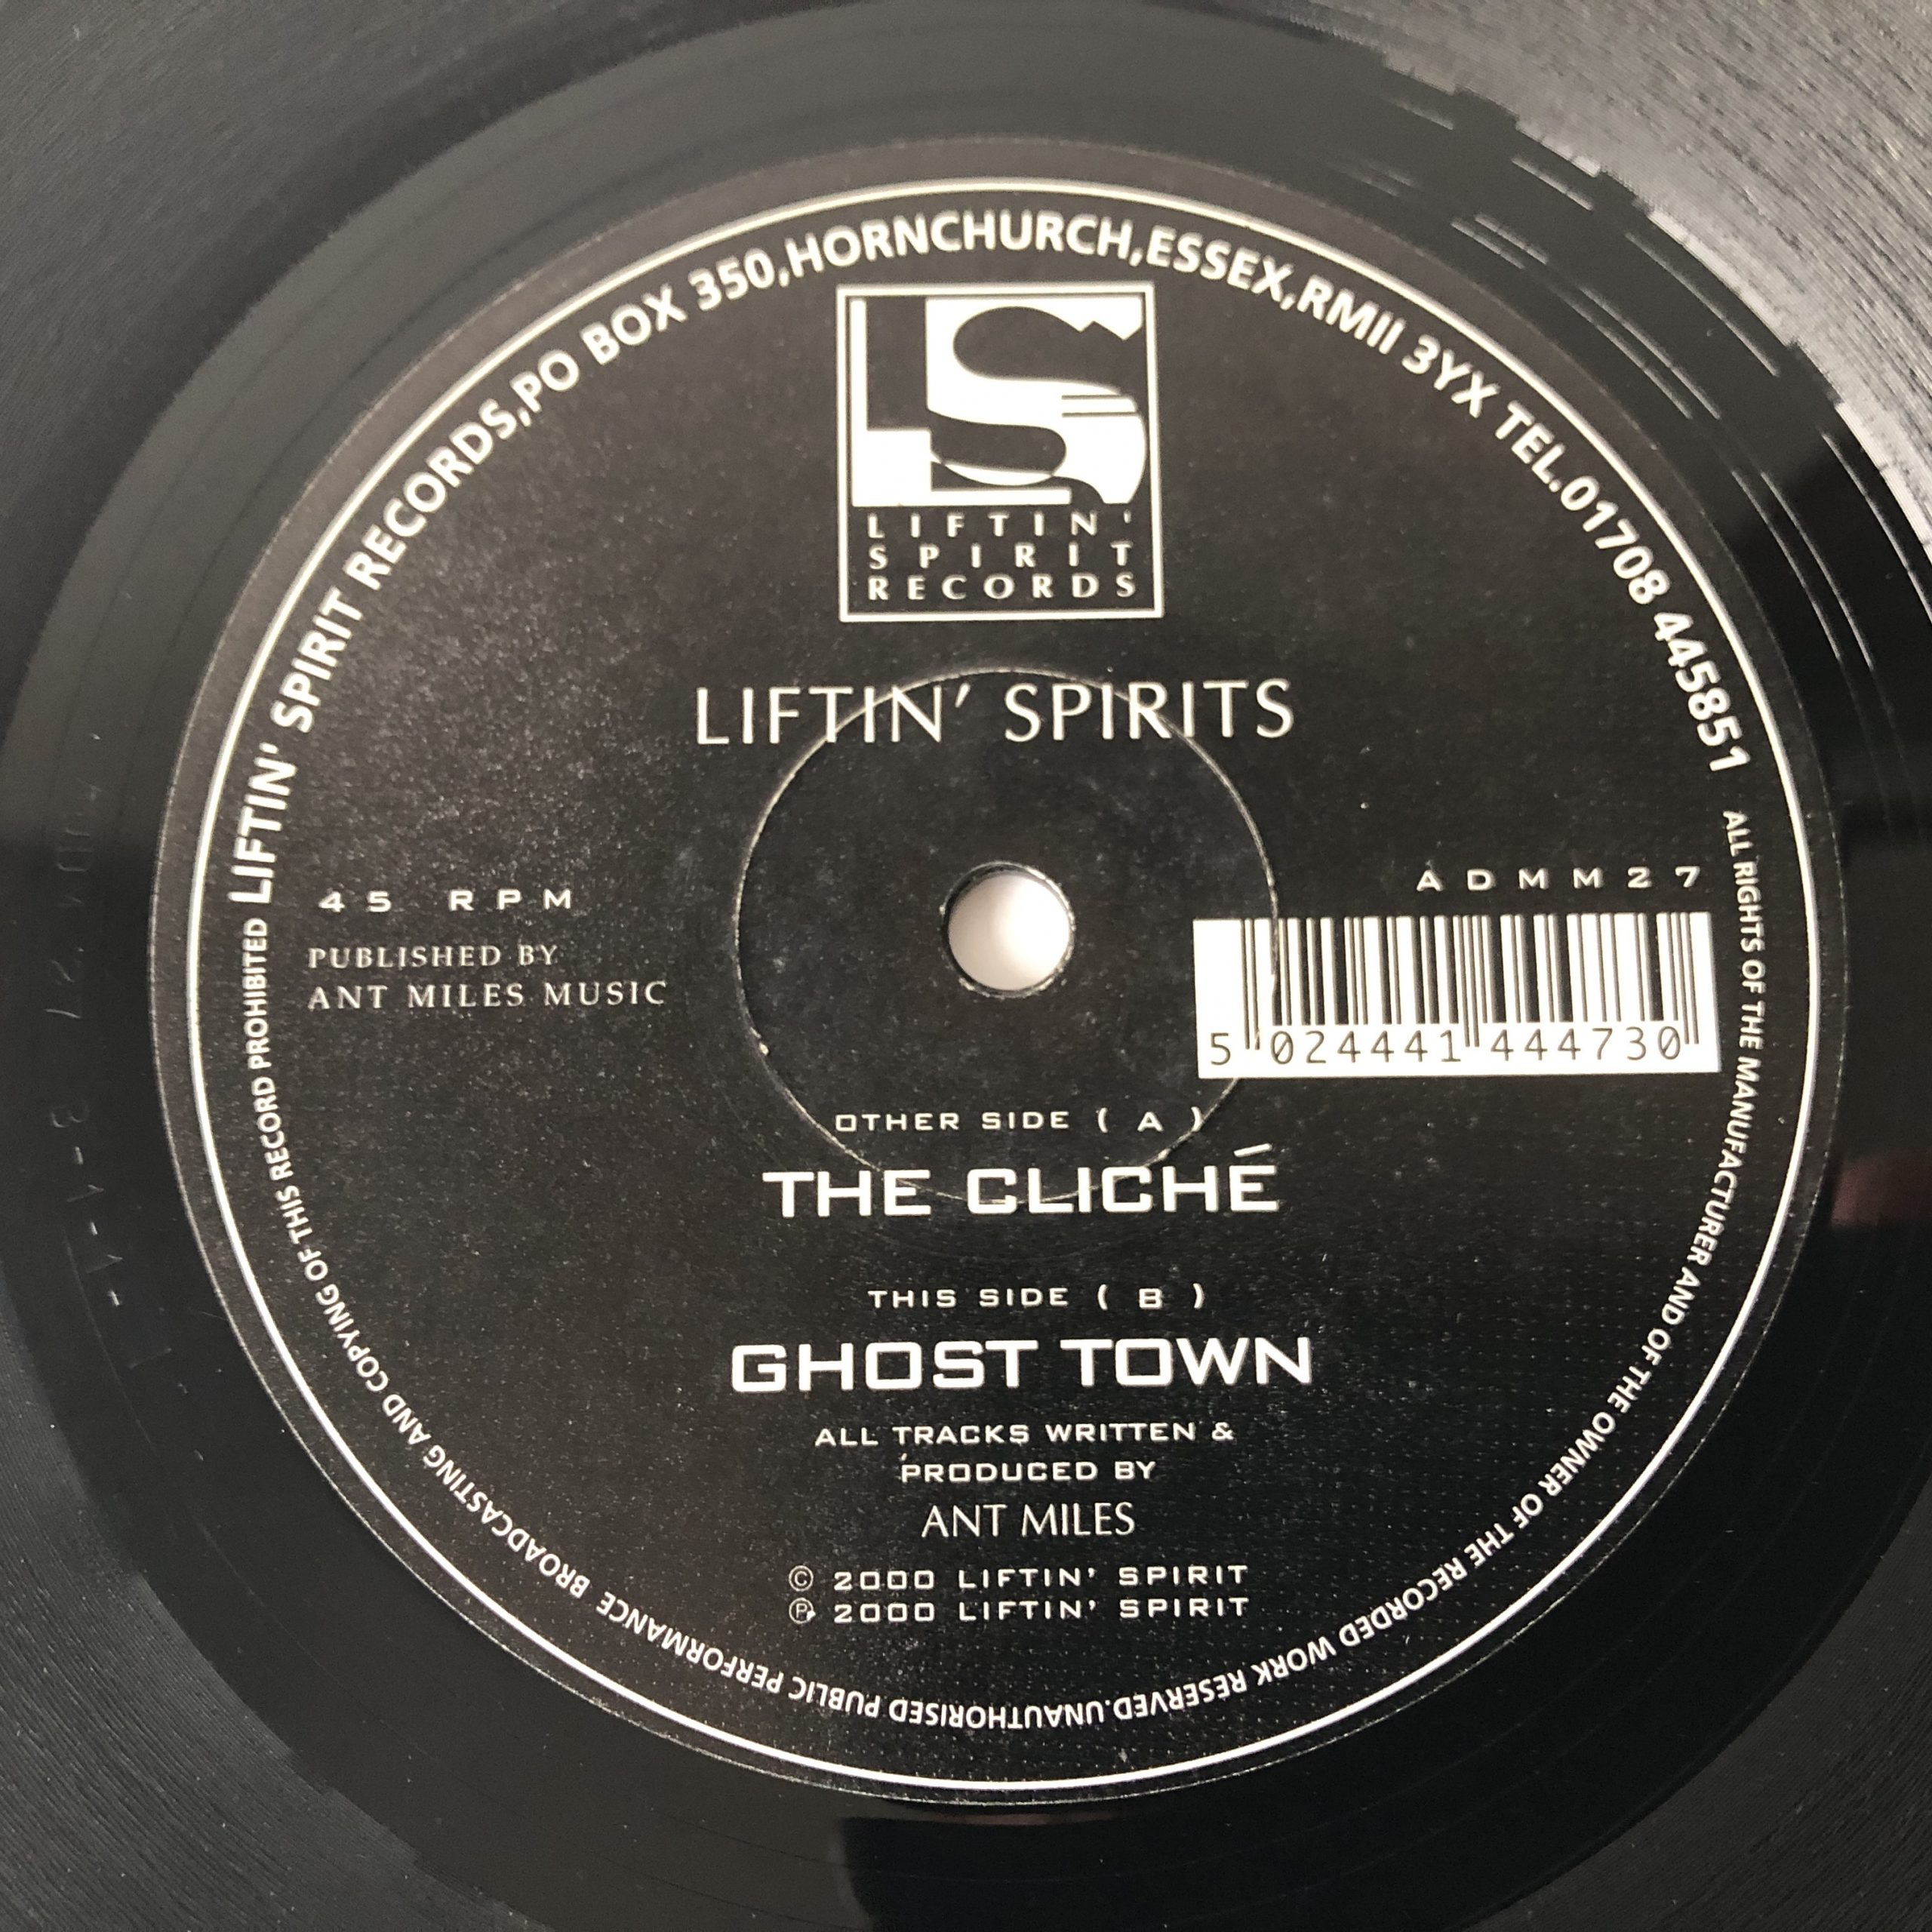 LIFTIN' SPIRIT RECORDS,PO BOX 350,HORNCHURCH,ESSEX,RM11 3YX TEL.01708 445851
LS
LIFTIN'
SPIRIT
RECORDS
LIFTIN' SPIRITS
45 RPM
PUBLISHED BY
ANT MILES MUSIC
ADMM27
5 024441 444730
OTHER SIDE ( A )
THE CLICHÉ
THIS SIDE ( B )
GHOST TOWN
ALL TRACKS WRITTEN &
PRODUCED BY
ANT MILES
© 2000 LIFTIN' SPIRIT
℗ 2000 LIFTIN' SPIRIT
ALL RIGHTS OF THE MANUFACTURER AND OF THE OWNER OF THE RECORDED WORK RESERVED.UNAUTHORISED PUBLIC PERFORMANCE BROADCASTING AND COPYING OF THIS RECORD PROHIBITED